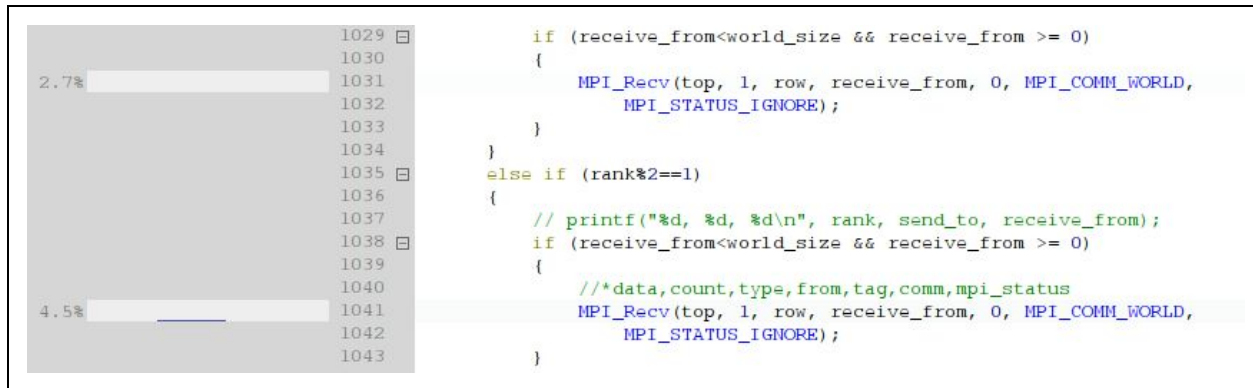 1029 if (receive_from<world_size && receive_from >= 0)
1030 {
2.7% 1031 MPI_Recv(top, 1, row, receive_from, 0, MPI_COMM_WORLD,
1032 MPI_STATUS_IGNORE);
1033 }
1034 }
1035 else if (rank%2==1)
1036 {
1037 // printf("%d, %d, %d\n", rank, send_to, receive_from);
1038 if (receive_from<world_size && receive_from >= 0)
1039 {
1040 //*data,count,type,from,tag,comm,mpi_status
4.5% 1041 MPI_Recv(top, 1, row, receive_from, 0, MPI_COMM_WORLD,
1042 MPI_STATUS_IGNORE);
1043 }